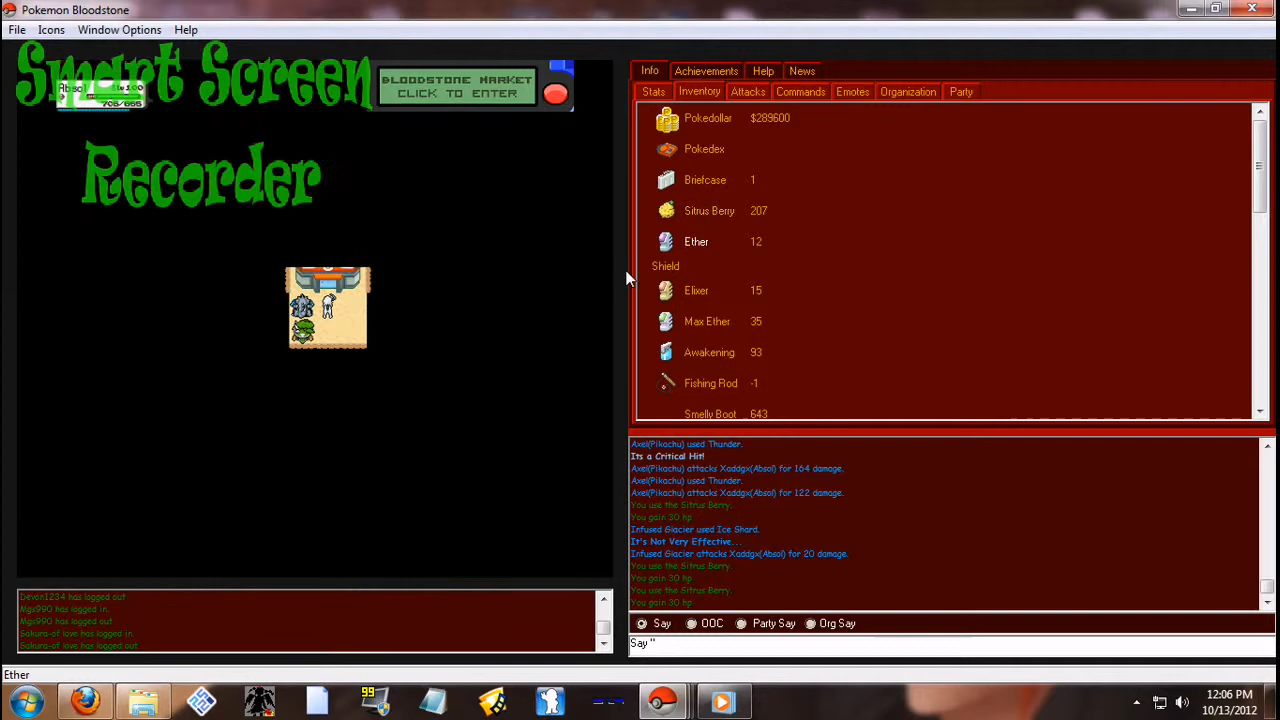 Pokemon Bloodstone
File Icons Window Options Help
Smart Screen
Recorder
BLOODSTONE MARKET
CLICK TO ENTER
Info Achievements Help News
Stats Inventory Attacks Commands Emotes Organization Party
Pokedollar $289600
Pokedex
Briefcase 1
Sitrus Berry 207
Ether 12
Shield
Elixer 15
Max Ether 35
Awakening 93
Fishing Rod -1
Smelly Boot 643
Axel(Pikachu) used Thunder.
Its a Critical Hit!
Axel(Pikachu) attacks Xaddgx(Absol) for 164 damage.
Axel(Pikachu) used Thunder.
Axel(Pikachu) attacks Xaddgx(Absol) for 122 damage.
You use the Sitrus Berry.
You gain 30 hp
Infused Glacier used Ice Shard.
It's Not Very Effective...
Infused Glacier attacks Xaddgx(Absol) for 20 damage.
You use the Sitrus Berry.
You gain 30 hp
You use the Sitrus Berry.
You gain 30 hp
Devon1234 has logged out
Mgs990 has logged in.
Mgs990 has logged out
Sakura-of love has logged in.
Sakura-of love has logged out
Say OOC Party Say Org Say
Say "
Ether
99
12:06 PM
10/13/2012